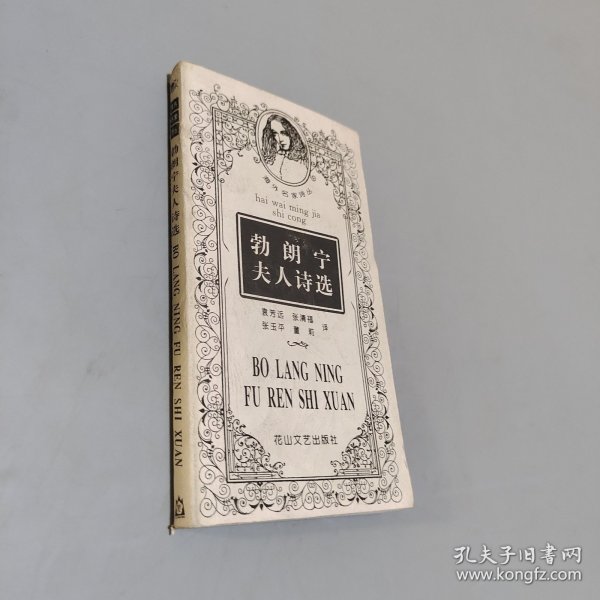 海外名家诗丛
hai wai ming jia
shi cong
勃朗宁
夫人诗选
袁芳远 张清福
张玉平 董莉 译
BO LANG NING
FU REN SHI XUAN
花山文艺出版社
勃朗宁夫人诗选 BO LANG NING FU REN SHI XUAN
孔夫子旧书网
www.kongfz.com